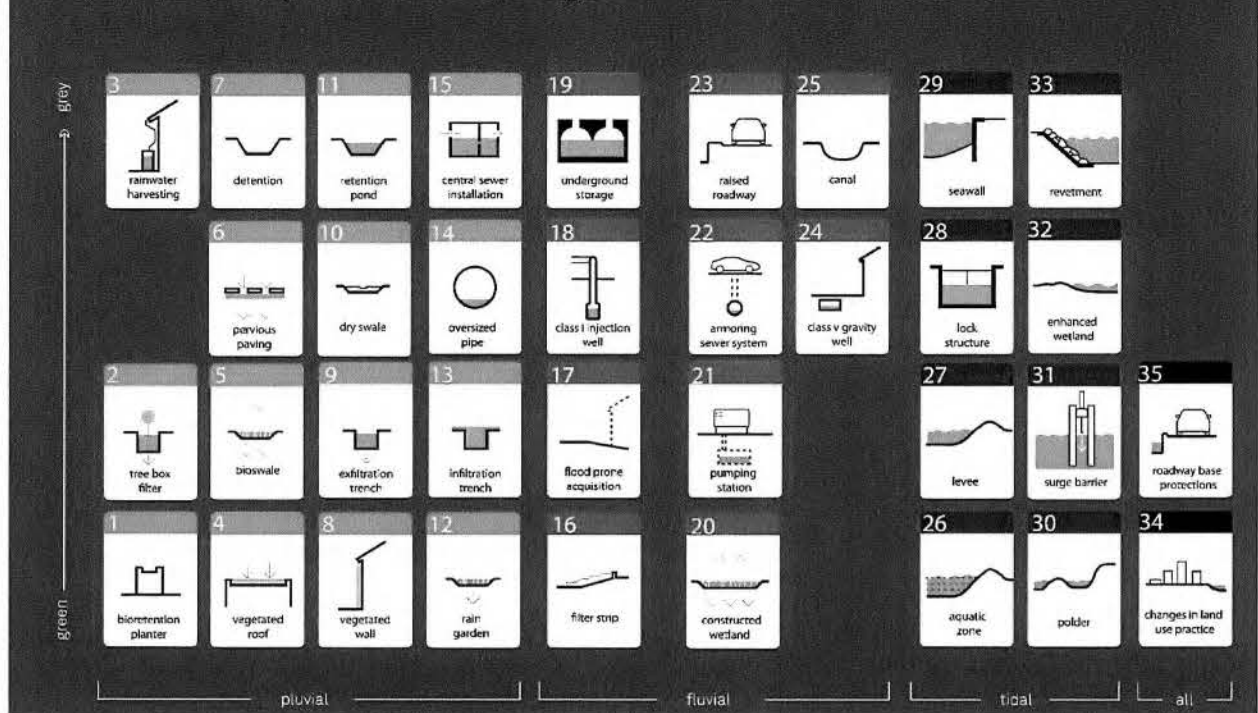 grey
3
rainwater
harvesting
7
detention
11
retention
pond
15
central sewer
installation
19
underground
storage
23
raised
roadway
25
canal
29
seawall
33
revetment
6
pervious
paving
10
dry swale
14
oversized
pipe
18
class I injection
well
22
armoring
sewer system
24
class v gravity
well
28
lock
structure
32
enhanced
wetland
2
tree box
filter
5
bioswale
9
exfiltration
trench
13
infiltration
trench
17
flood prone
acquisition
21
pumping
station
27
levee
31
surge barrier
35
roadway base
protections
green
1
bioretention
planter
4
vegetated
roof
8
vegetated
wall
12
rain
garden
16
filter strip
20
constructed
wetland
26
aquatic
zone
30
polder
34
changes in land
use practice
pluvial
fluvial
tidal
all